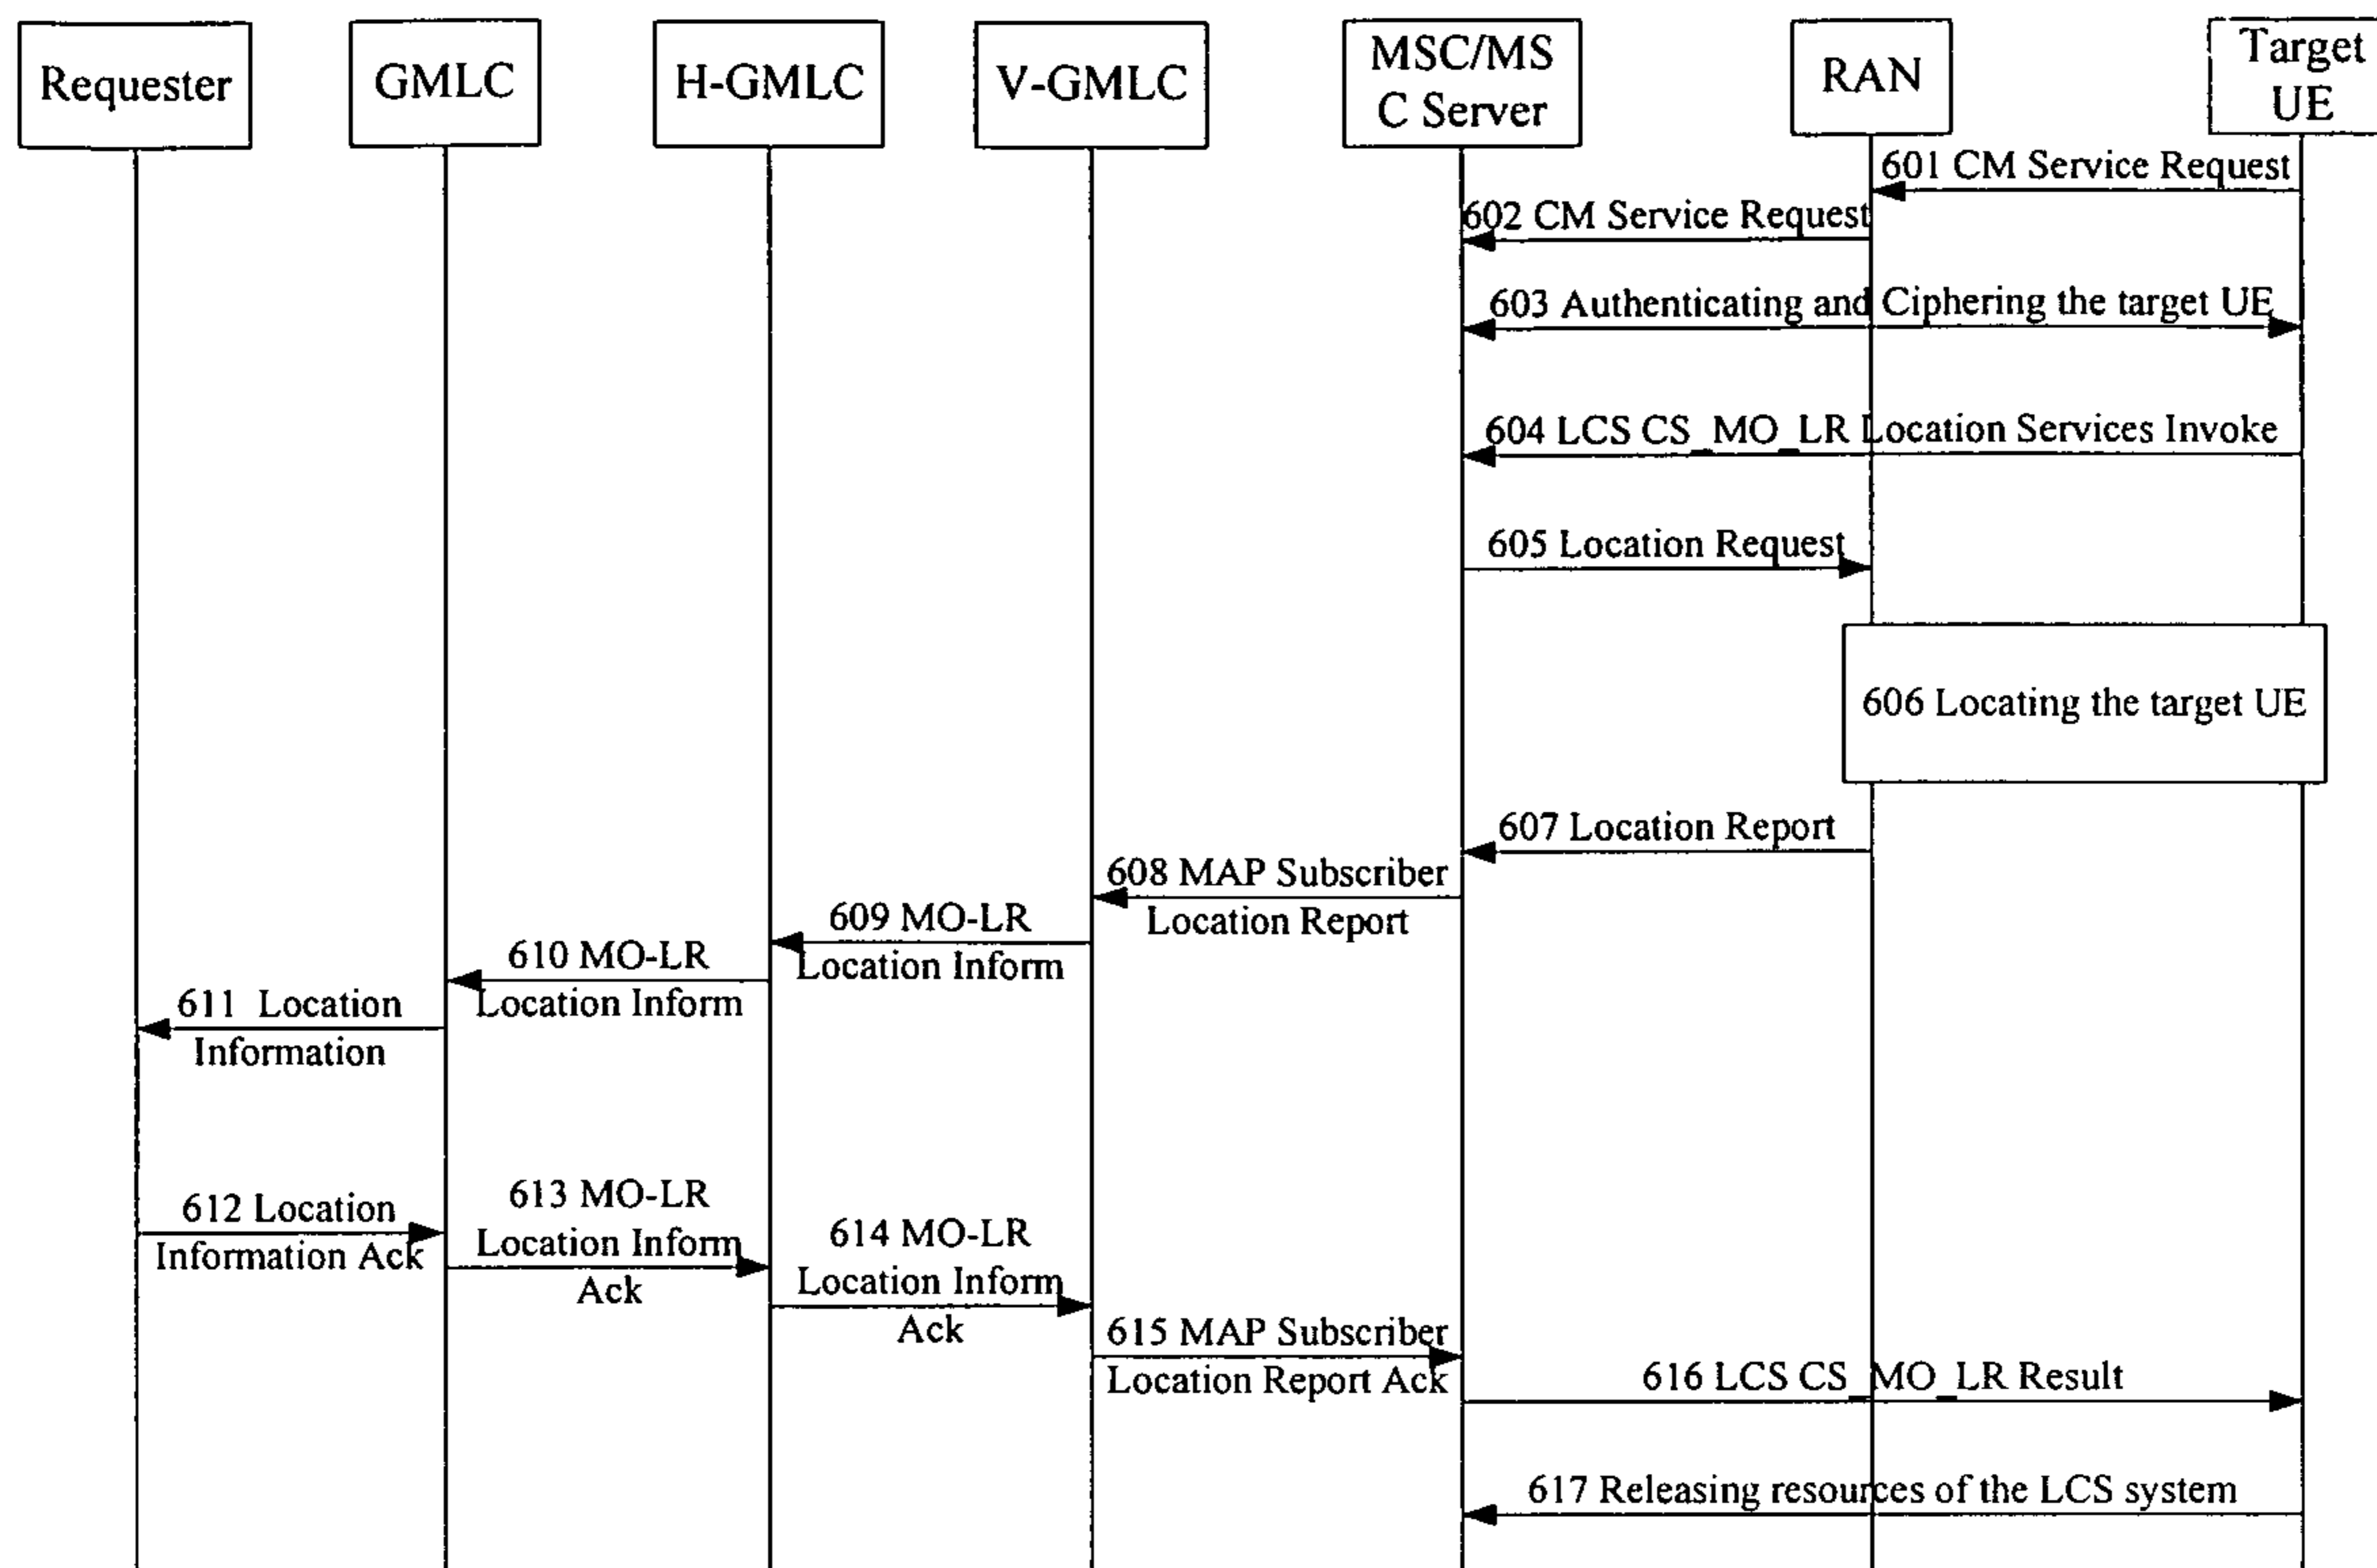 Requester
GMLC
H-GMLC
V-GMLC
MSC/MS
C Server
RAN
Target
UE
601 CM Service Request
602 CM Service Request
603 Authenticating and Ciphering the target UE
604 LCS CS_MO_LR Location Services Invoke
605 Location Request
606 Locating the target UE
607 Location Report
608 MAP Subscriber
Location Report
609 MO-LR
Location Inform
610 MO-LR
Location Inform
611 Location
Information
612 Location
Information Ack
613 MO-LR
Location Inform
Ack
614 MO-LR
Location Inform
Ack
615 MAP Subscriber
Location Report Ack
616 LCS CS_MO_LR Result
617 Releasing resources of the LCS system